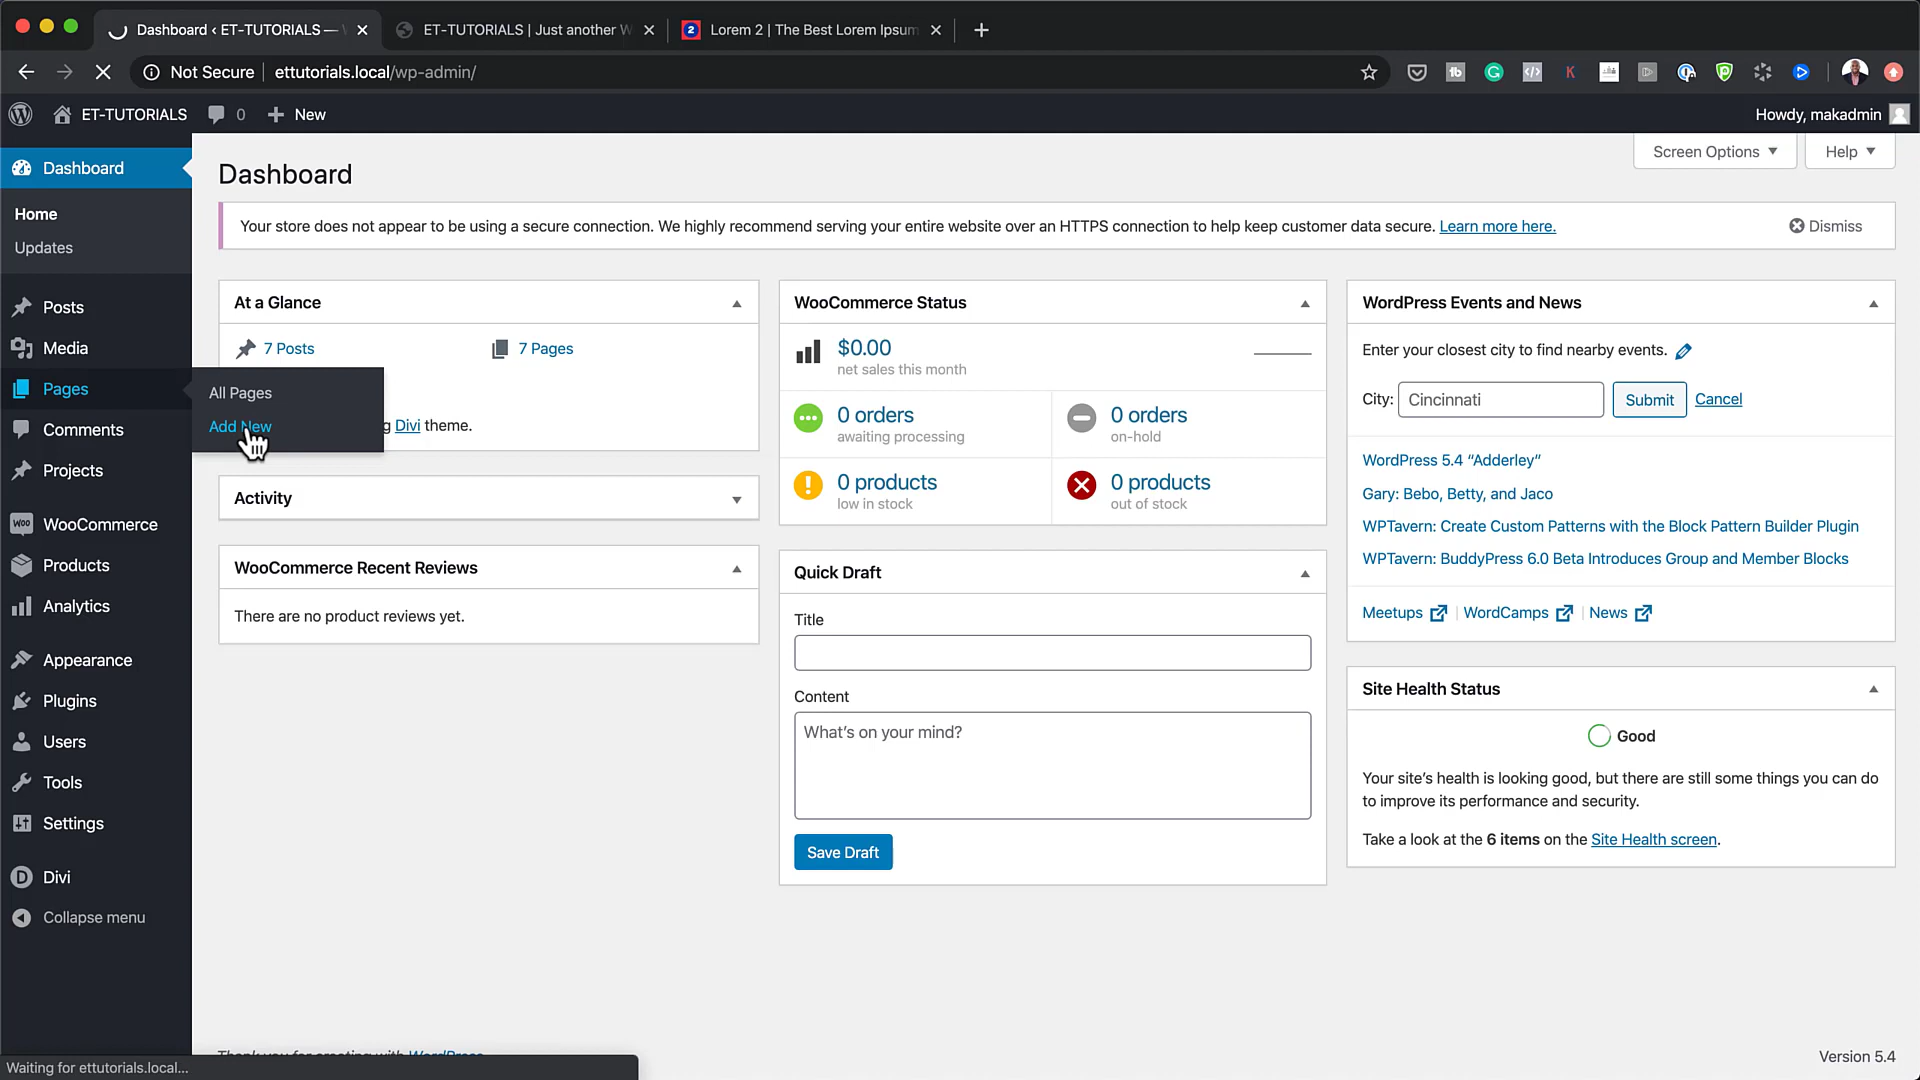 Dashboard ‹ ET-TUTORIALS —
ET-TUTORIALS | Just another W
Lorem 2 | The Best Lorem Ipsum
Not Secure
ettutorials.local/wp-admin/
ET-TUTORIALS
0
New
Howdy, makadmin
Dashboard
Home
Updates
Posts
Media
Pages
All Pages
Add New
Comments
Projects
WooCommerce
Products
Analytics
Appearance
Plugins
Users
Tools
Settings
Divi
Collapse menu
Waiting for ettutorials.local...
Dashboard
Screen Options
Help
Your store does not appear to be using a secure connection. We highly recommend serving your entire website over an HTTPS connection to help keep customer data secure. Learn more here.
Dismiss
At a Glance
7 Posts
7 Pages
g Divi theme.
Activity
WooCommerce Recent Reviews
There are no product reviews yet.
WooCommerce Status
$0.00
net sales this month
0 orders
awaiting processing
0 orders
on-hold
0 products
low in stock
0 products
out of stock
Quick Draft
Title
Content
What's on your mind?
Save Draft
WordPress Events and News
Enter your closest city to find nearby events.
City:
Cincinnati
Submit
Cancel
WordPress 5.4 “Adderley”
Gary: Bebo, Betty, and Jaco
WPTavern: Create Custom Patterns with the Block Pattern Builder Plugin
WPTavern: BuddyPress 6.0 Beta Introduces Group and Member Blocks
Meetups | WordCamps | News
Site Health Status
Good
Your site's health is looking good, but there are still some things you can do
to improve its performance and security.
Take a look at the 6 items on the Site Health screen.
Thank you for creating with WordPress.
Version 5.4